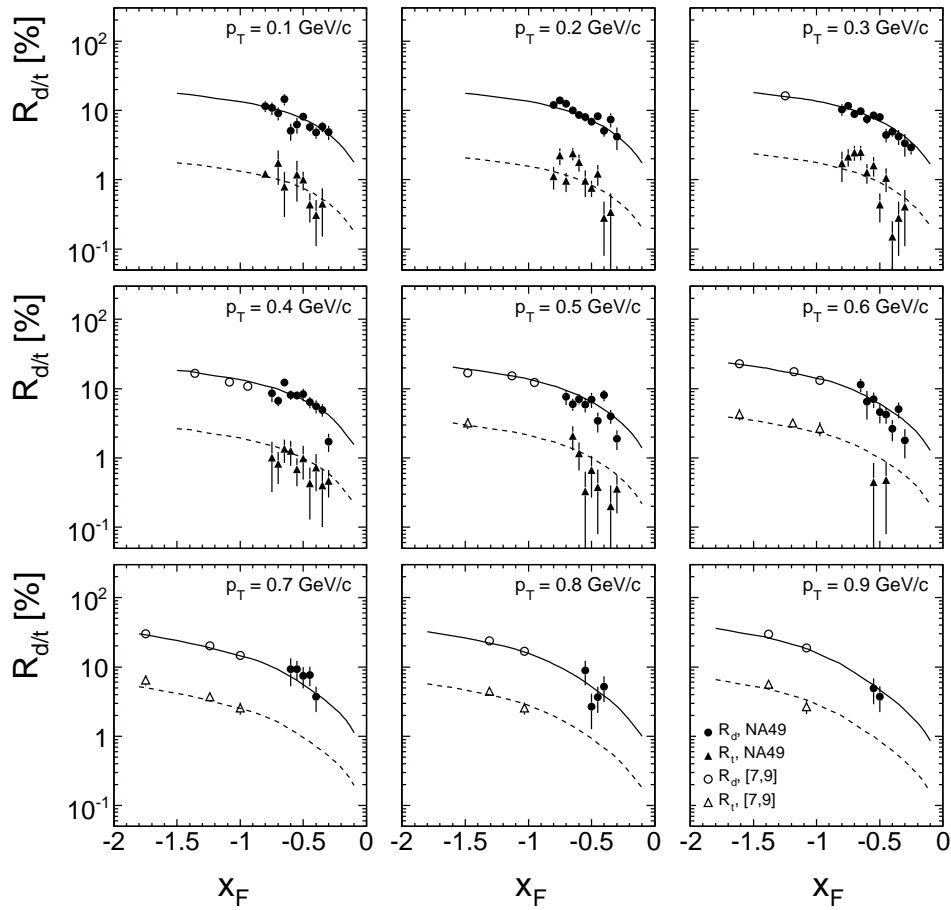 p_T = 0.1 GeV/c
p_T = 0.2 GeV/c
p_T = 0.3 GeV/c
R_d/t [%]
10^2
10
1
10^-1
p_T = 0.4 GeV/c
p_T = 0.5 GeV/c
p_T = 0.6 GeV/c
R_d/t [%]
10^2
10
1
10^-1
p_T = 0.7 GeV/c
p_T = 0.8 GeV/c
p_T = 0.9 GeV/c
R_d/t [%]
10^2
10
1
10^-1
R_d, NA49
R_t, NA49
R_d, [7,9]
R_t, [7,9]
-2 -1.5 -1 -0.5 0
-2 -1.5 -1 -0.5 0
-2 -1.5 -1 -0.5 0
x_F x_F x_F